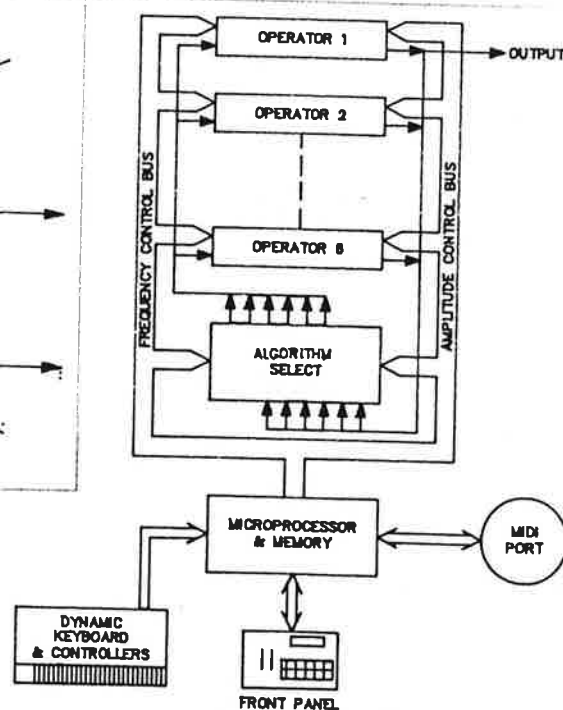 OPERATOR 1
OUTPUT
OPERATOR 2
FREQUENCY CONTROL BUS
AMPLITUDE CONTROL BUS
OPERATOR 6
ALGORITHM
SELECT
MICROPROCESSOR
& MEMORY
MIDI
PORT
DYNAMIC
KEYBOARD
& CONTROLLERS
FRONT PANEL